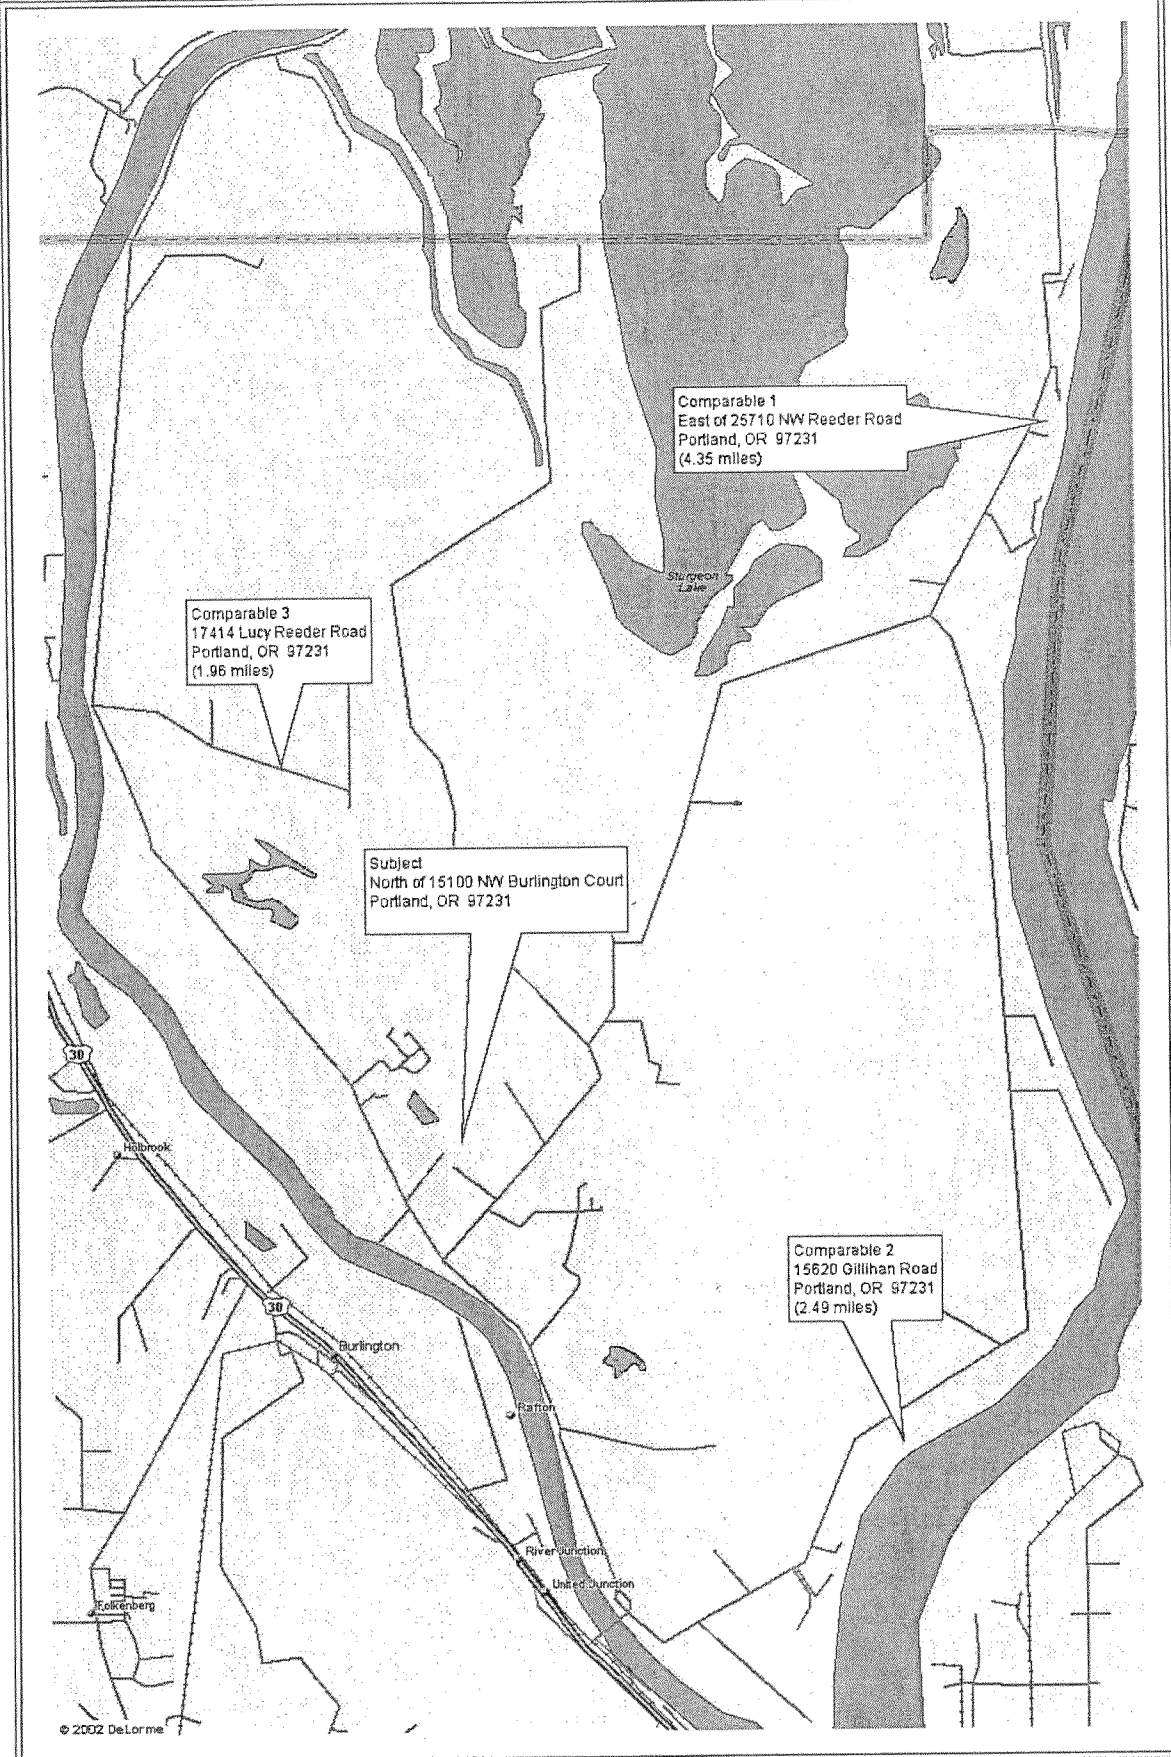 Comparable 1
East of 25710 NW Reeder Road
Portland, OR 97231
(4.35 miles)
Sturgeon
Lake
Comparable 3
17414 Lucy Reeder Road
Portland, OR 97231
(1.96 miles)
Subject
North of 15100 NW Burlington Court
Portland, OR 97231
30
Holbrook
Comparable 2
15620 Gillihan Road
Portland, OR 97231
(2.49 miles)
30
Burlington
Rafton
River Junction
United Junction
Folkenberg
© 2002 DeLorme